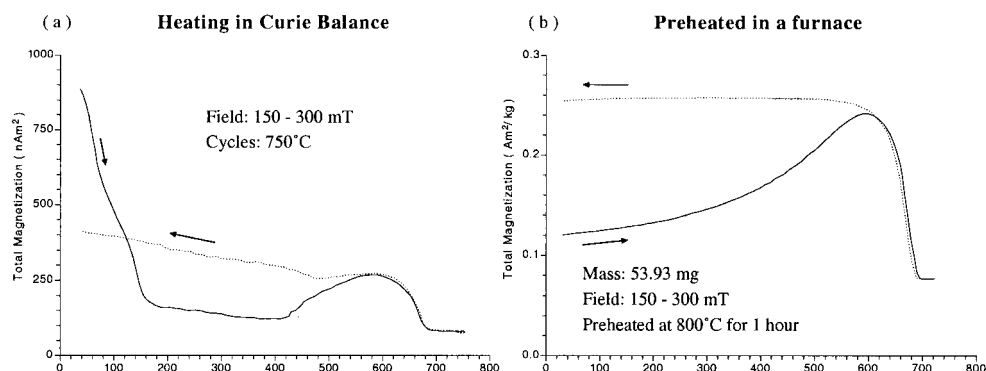 (a) Heating in Curie Balance
Total Magnetization ( nAm²)
1000
750
500
250
0
Field: 150 - 300 mT
Cycles: 750°C
0 100 200 300 400 500 600 700 800
(b) Preheated in a furnace
Total Magnetization ( Am²/ kg)
0.3
0.2
0.1
0.0
Mass: 53.93 mg
Field: 150 - 300 mT
Preheated at 800°C for 1 hour
0 100 200 300 400 500 600 700 800